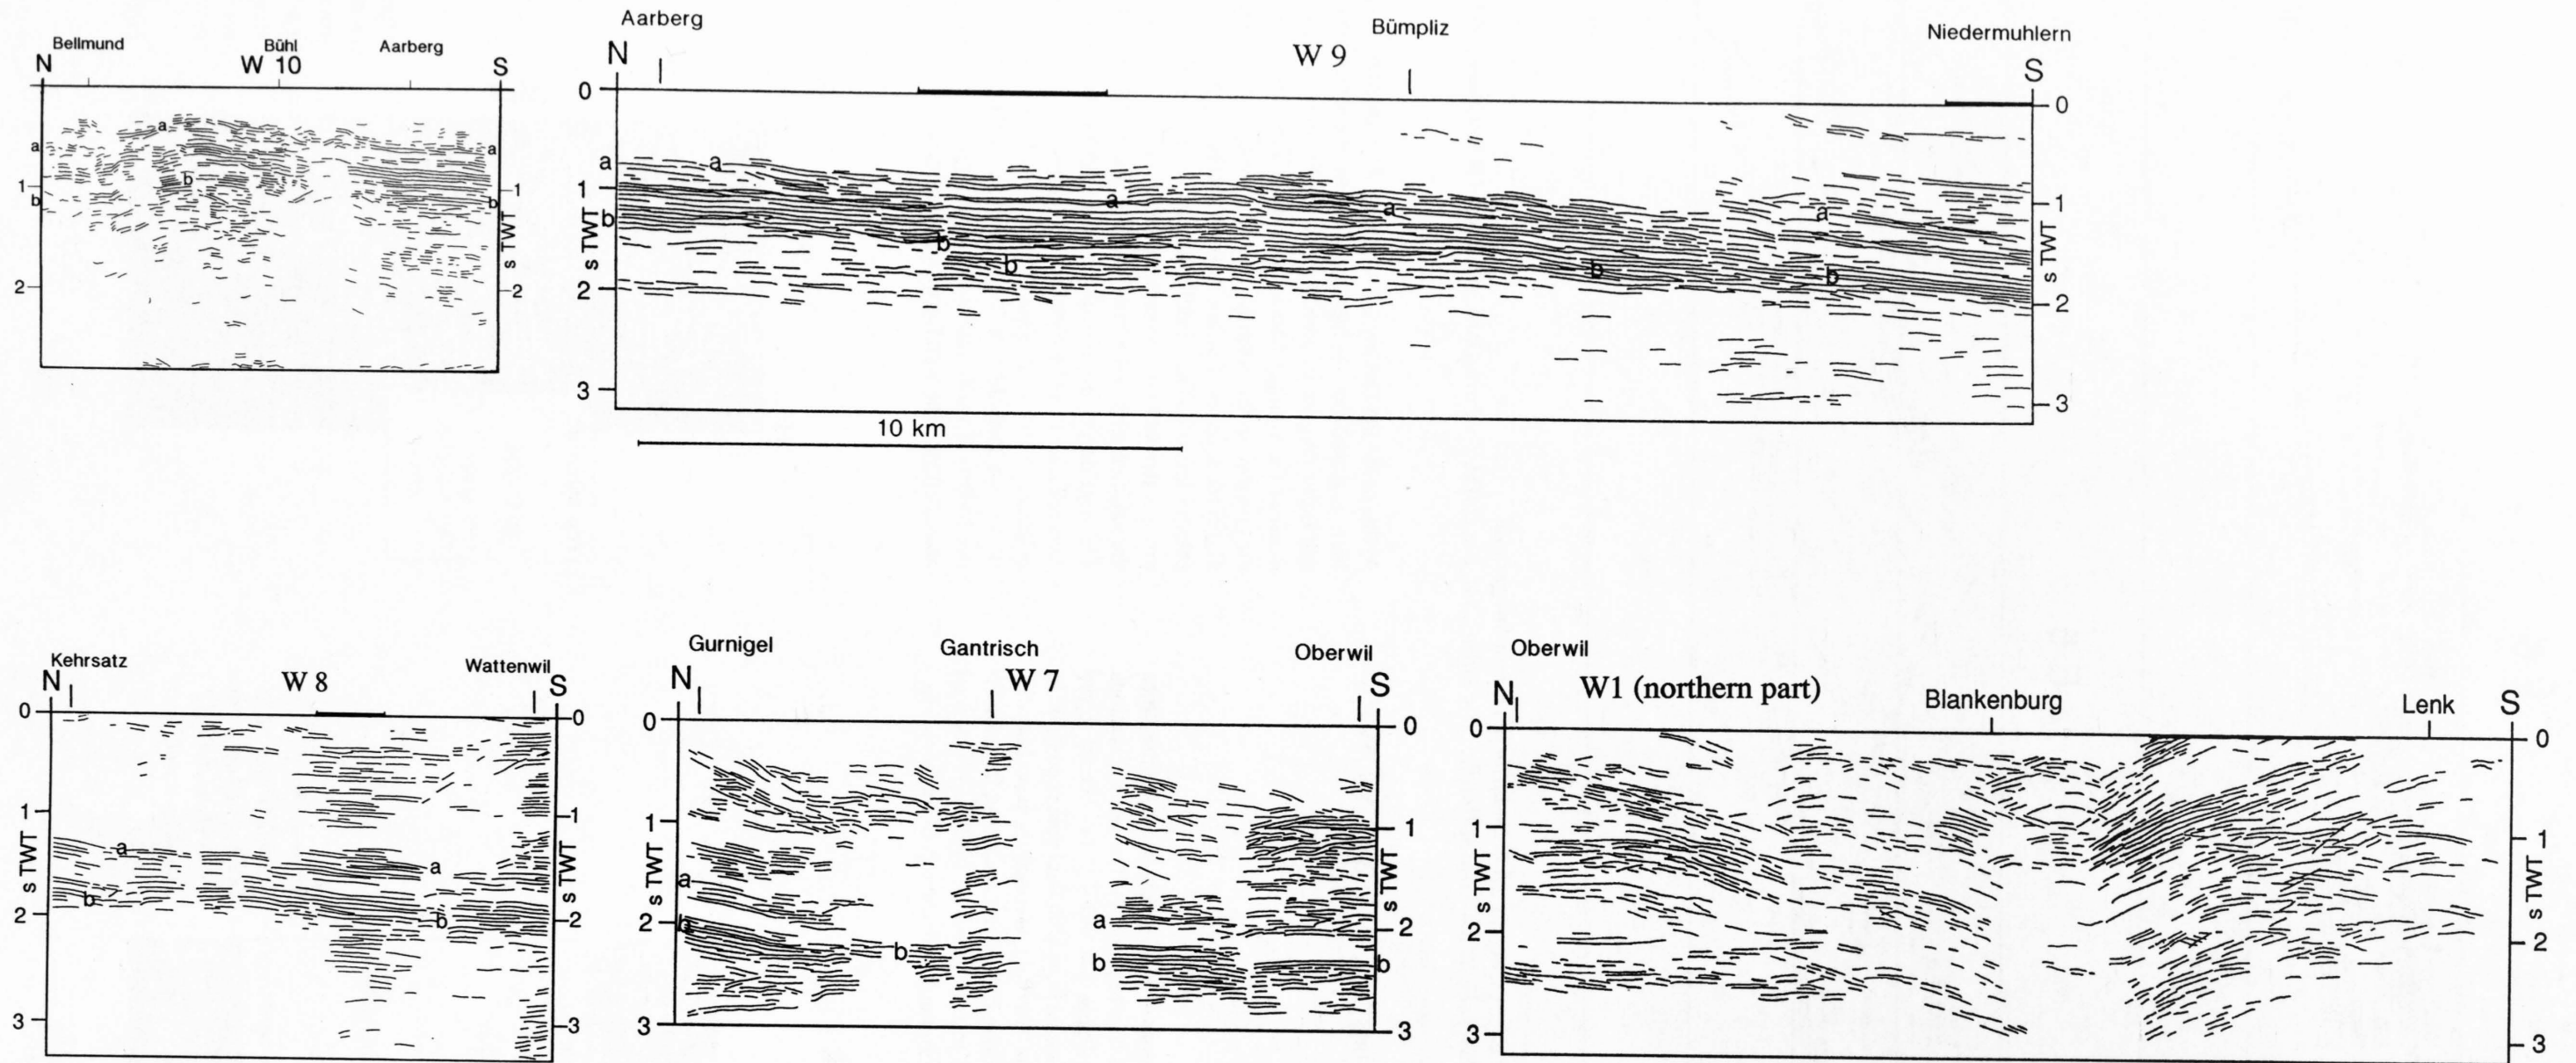 Bellmund Bühl Aarberg
N W 10 S
a
a a
b
1 1
b b
s TWT
2 2
Aarberg Bümpliz Niedermuhlern
N W 9 S
0 0
a a
a
a
a
1 1
b
b
b
b
b
s TWT s TWT
2 2
3 3
10 km
Kehrsatz Wattenwil
N W 8 S
0 0
1 1
a
a
b
b
s TWT s TWT
2 2
3 3
Gurnigel Gantrisch Oberwil
N W 7 S
0 0
1 1
a
a
b
b
b b
s TWT s TWT
2 2
3 3
Oberwil
N W1 (northern part) Blankenburg Lenk S
0 0
1 1
s TWT s TWT
2 2
3 3